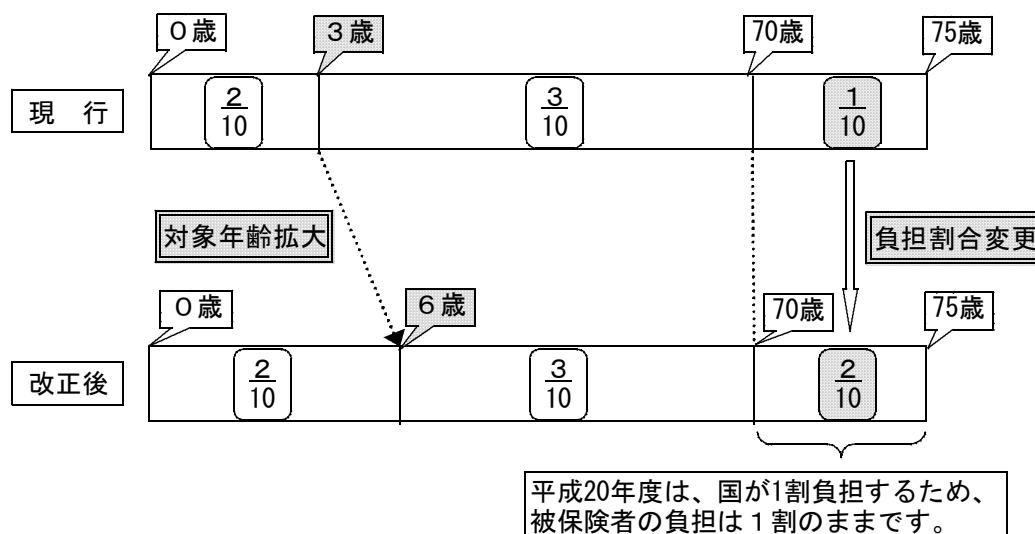 0歳
3歳
70歳
75歳
現 行
2/10
3/10
1/10
対象年齢拡大
負担割合変更
0歳
6歳
70歳
75歳
改正後
2/10
3/10
2/10
平成20年度は、国が1割負担するため、
被保険者の負担は1割のままです。